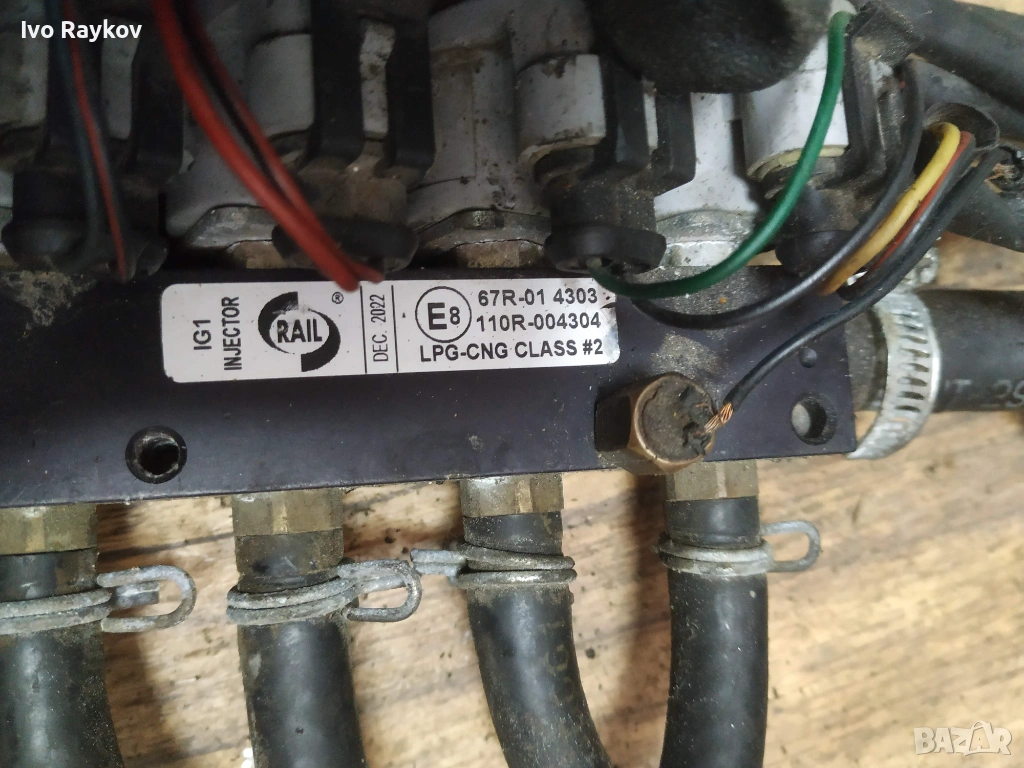 Ivo Raykov
IG1
INJECTOR
RAIL
®
DEC. 2022
E8
67R-01 4303
110R-004304
LPG-CNG CLASS #2
BAZAR